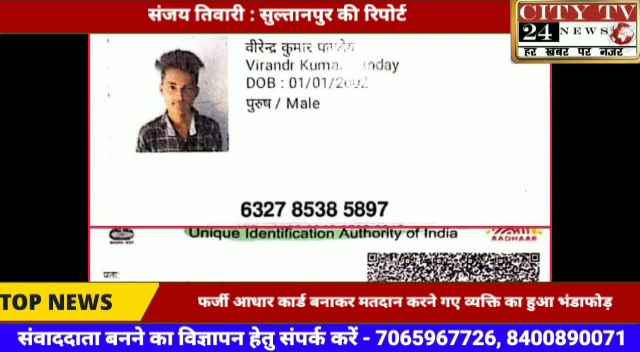 संजय तिवारी : सुल्तानपुर की रिपोर्ट
CITY TV
24 NEWS
हर खबर पर नजर
वीरेन्द्र कुमार
Virandr
DOB : 01/01/
पुरुष / Male
6327 8538 5897
Unique Identification Authority of India
AADHAAR
पता:
TOP NEWS
फर्जी आधार कार्ड बनाकर मतदान करने गए व्यक्ति का हुआ भंडाफोड़
संवाददाता बनने का विज्ञापन हेतु संपर्क करें - 7065967726, 8400890071